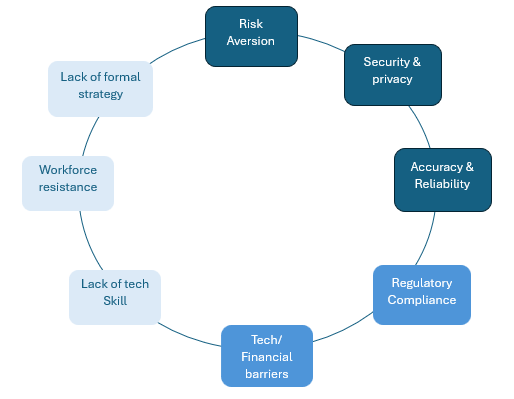 Risk
Aversion
Security &
privacy
Accuracy &
Reliability
Regulatory
Compliance
Tech/
Financial
barriers
Lack of tech
Skill
Workforce
resistance
Lack of formal
strategy